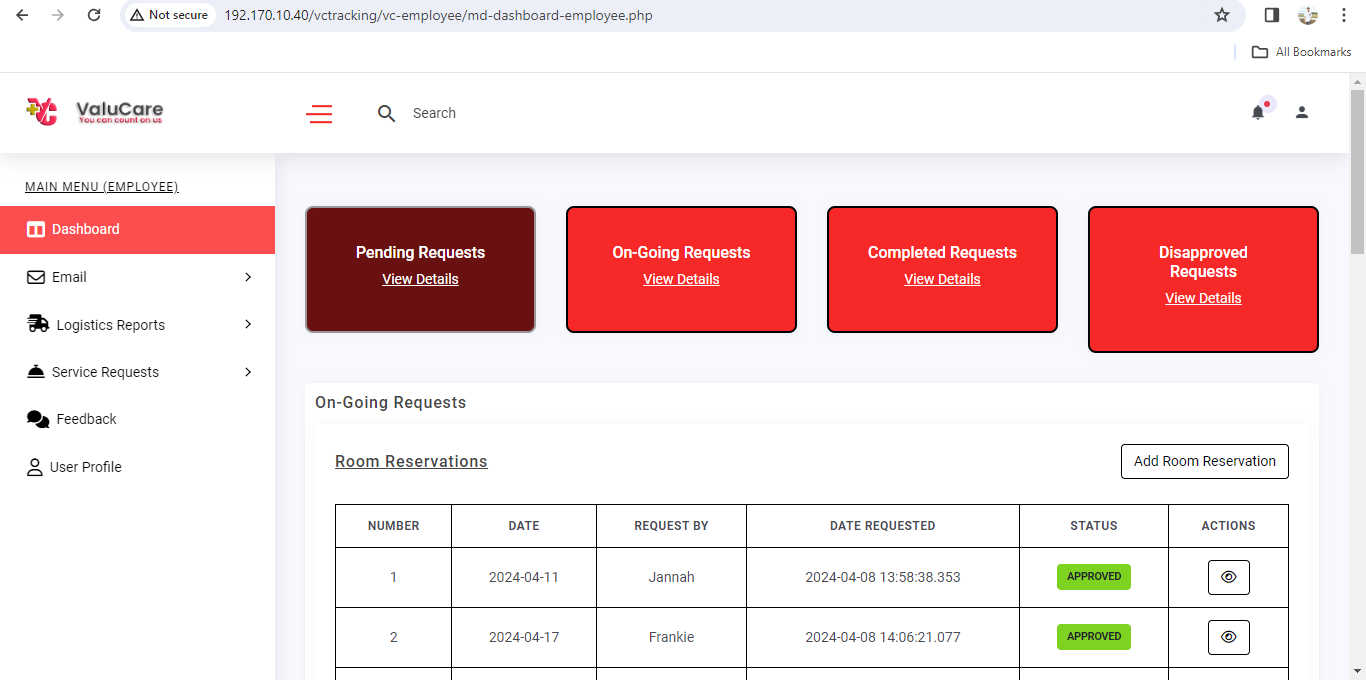 Not secure
192.170.10.40/vctracking/vc-employee/md-dashboard-employee.php
All Bookmarks
VC
ValuCare
You can count on us
Search
MAIN MENU (EMPLOYEE)
Dashboard
Email
Logistics Reports
Service Requests
Feedback
User Profile
Pending Requests
View Details
On-Going Requests
View Details
Completed Requests
View Details
Disapproved
Requests
View Details
On-Going Requests
Room Reservations
Add Room Reservation
NUMBER DATE REQUEST BY DATE REQUESTED STATUS ACTIONS
1 2024-04-11 Jannah 2024-04-08 13:58:38.353 APPROVED
2 2024-04-17 Frankie 2024-04-08 14:06:21.077 APPROVED